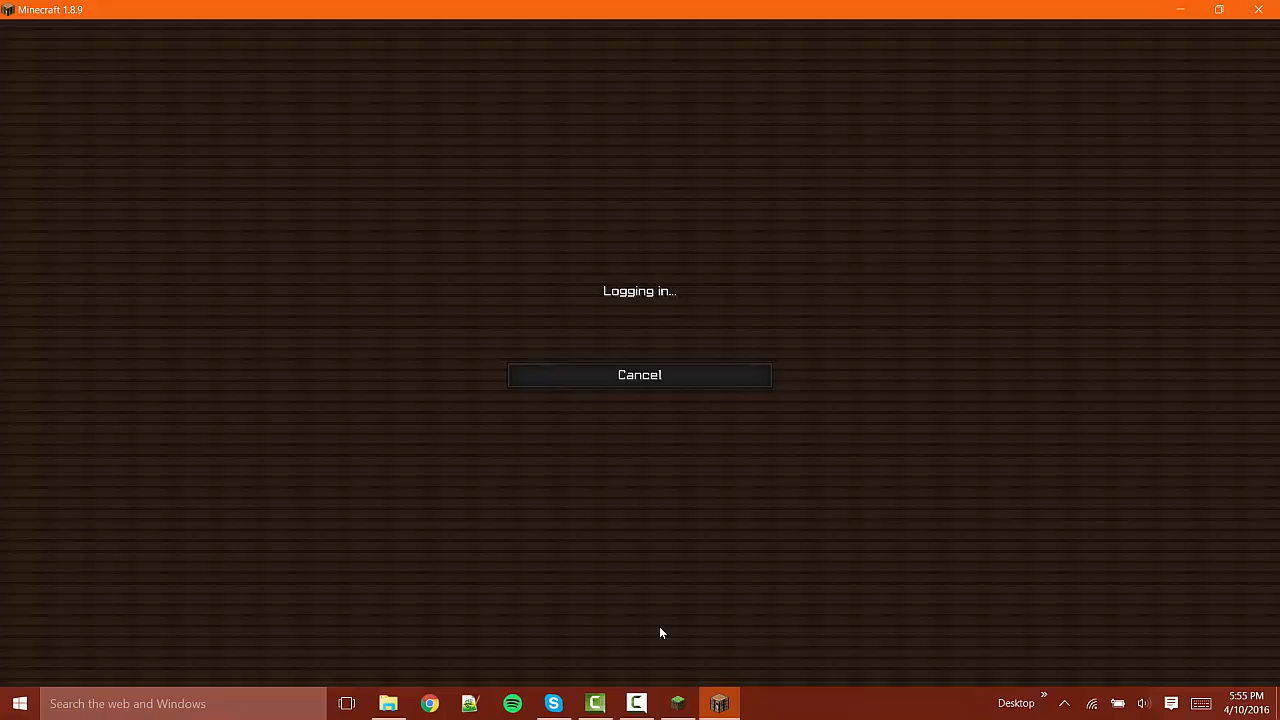 Minecraft 1.8.9
Logging in...
Cancel
Search the web and Windows
Desktop
5:55 PM
4/10/2016